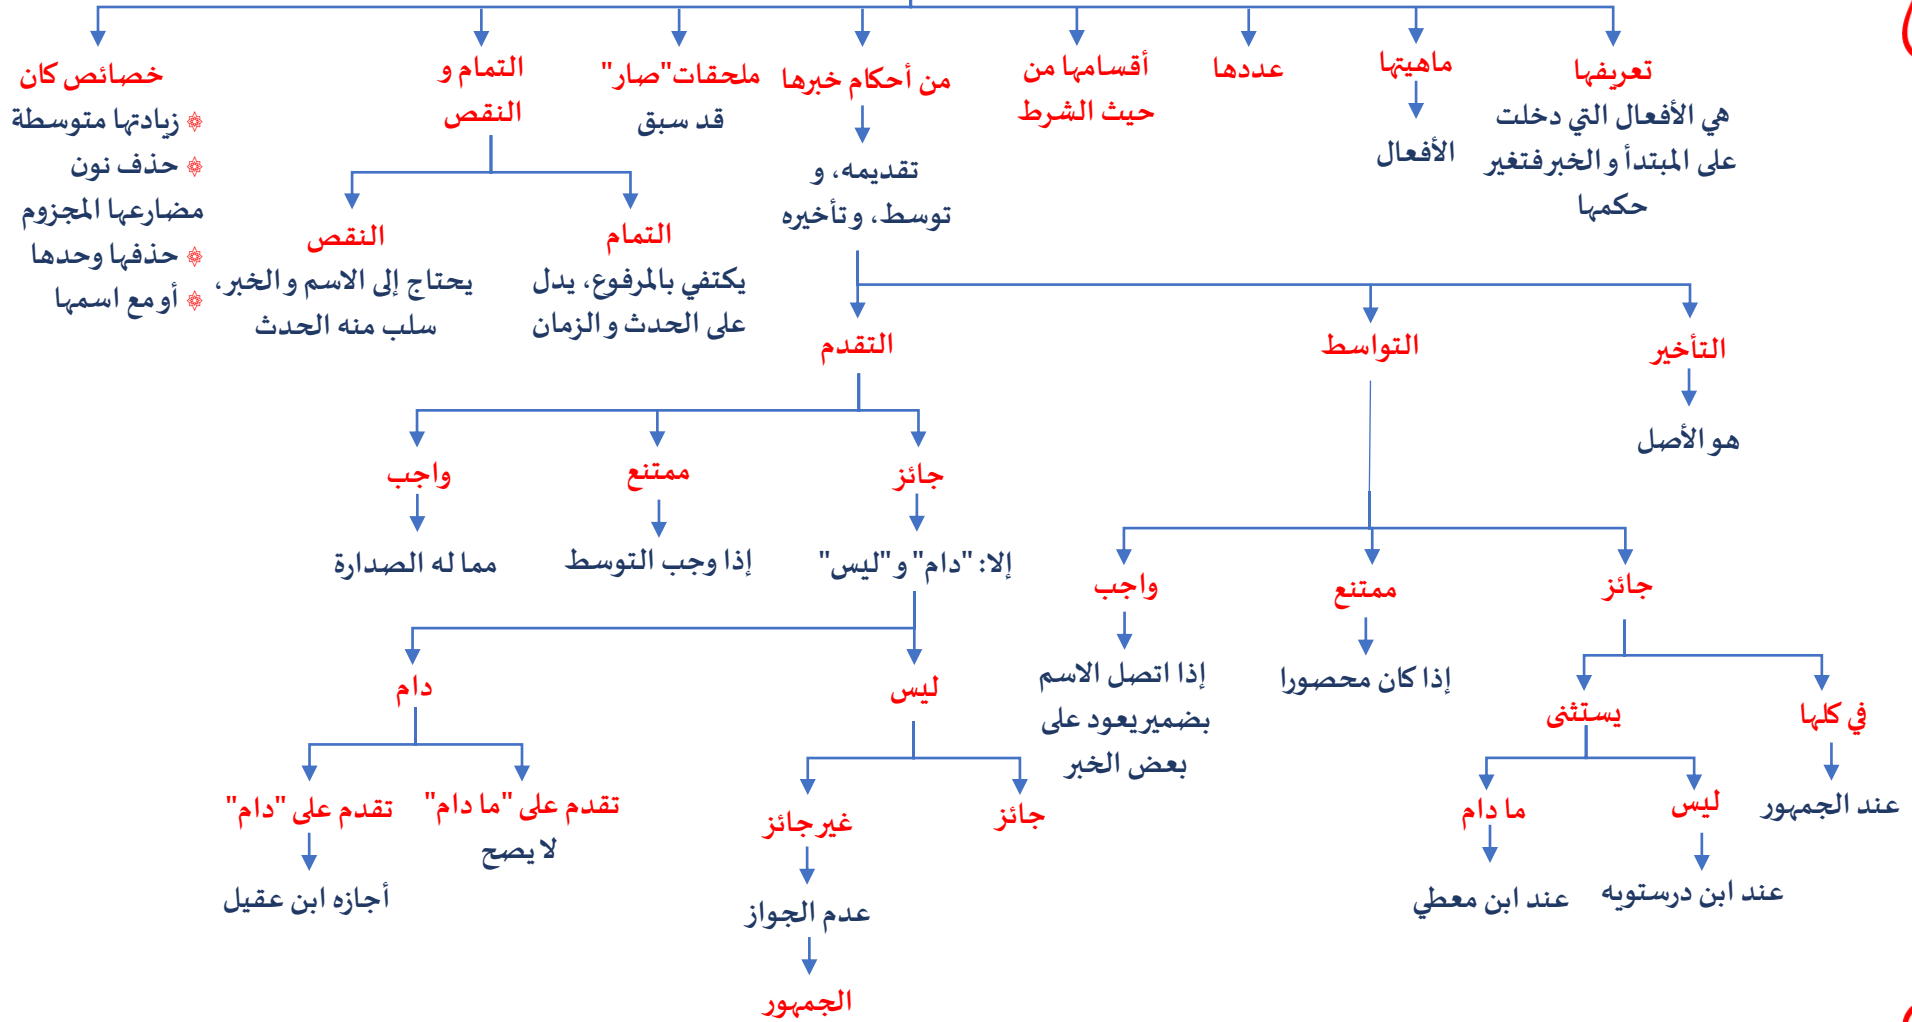 تعريفها
هي الأفعال التي دخلت
على المبتدأ و الخبر فتغير
حكمها
ماهيتها
الأفعال
عددها
أقسامها من
حيث الشرط
من أحكام خبرها
تقديمه، و
توسط، و تأخيره
ملحقات "صار"
قد سبق
التمام و
النقص
التمام
يكتفي بالمرفوع، يدل
على الحدث و الزمان
النقص
يحتاج إلى الاسم و الخبر،
سلب منه الحدث
خصائص كان
زيادتها متوسطة
حذف نون
مضارعها المجزوم
حذفها وحدها
أو مع اسمها
التأخير
هو الأصل
التواسط
جائز
في كلها
عند الجمهور
يستثنى
ليس
عند ابن درستويه
ما دام
عند ابن معطي
ممتنع
إذا كان محصورا
واجب
إذا اتصل الاسم
بضمير يعود على
بعض الخبر
التقدم
جائز
إلا: "دام" و "ليس"
ليس
جائز
غير جائز
عدم الجواز
الجمهور
دام
تقدم على "ما دام"
لا يصح
تقدم على "دام"
أجازه ابن عقيل
ممتنع
إذا وجب التوسط
واجب
مما له الصدارة